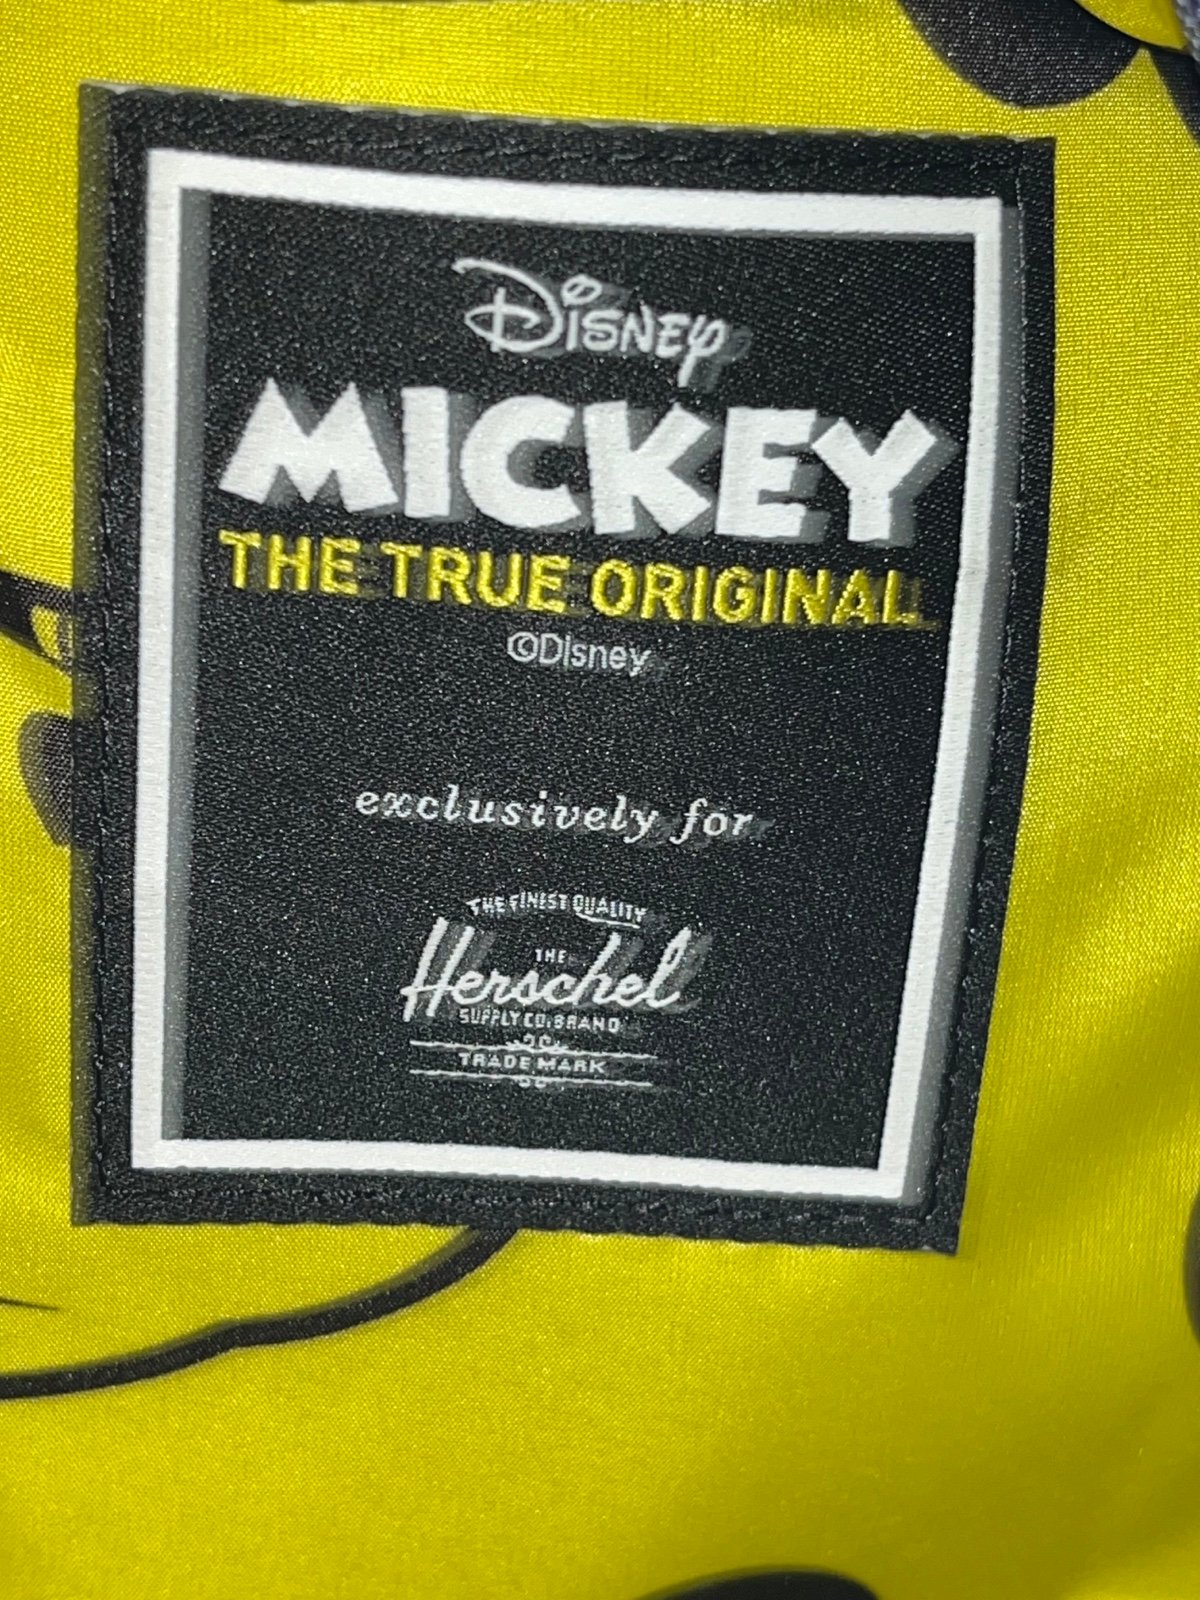 Disney
MICKEY
THE TRUE ORIGINAL
©Disney
exclusively for
THE FINEST QUALITY
THE
Herschel
SUPPLY CO. BRAND
TRADE MARK